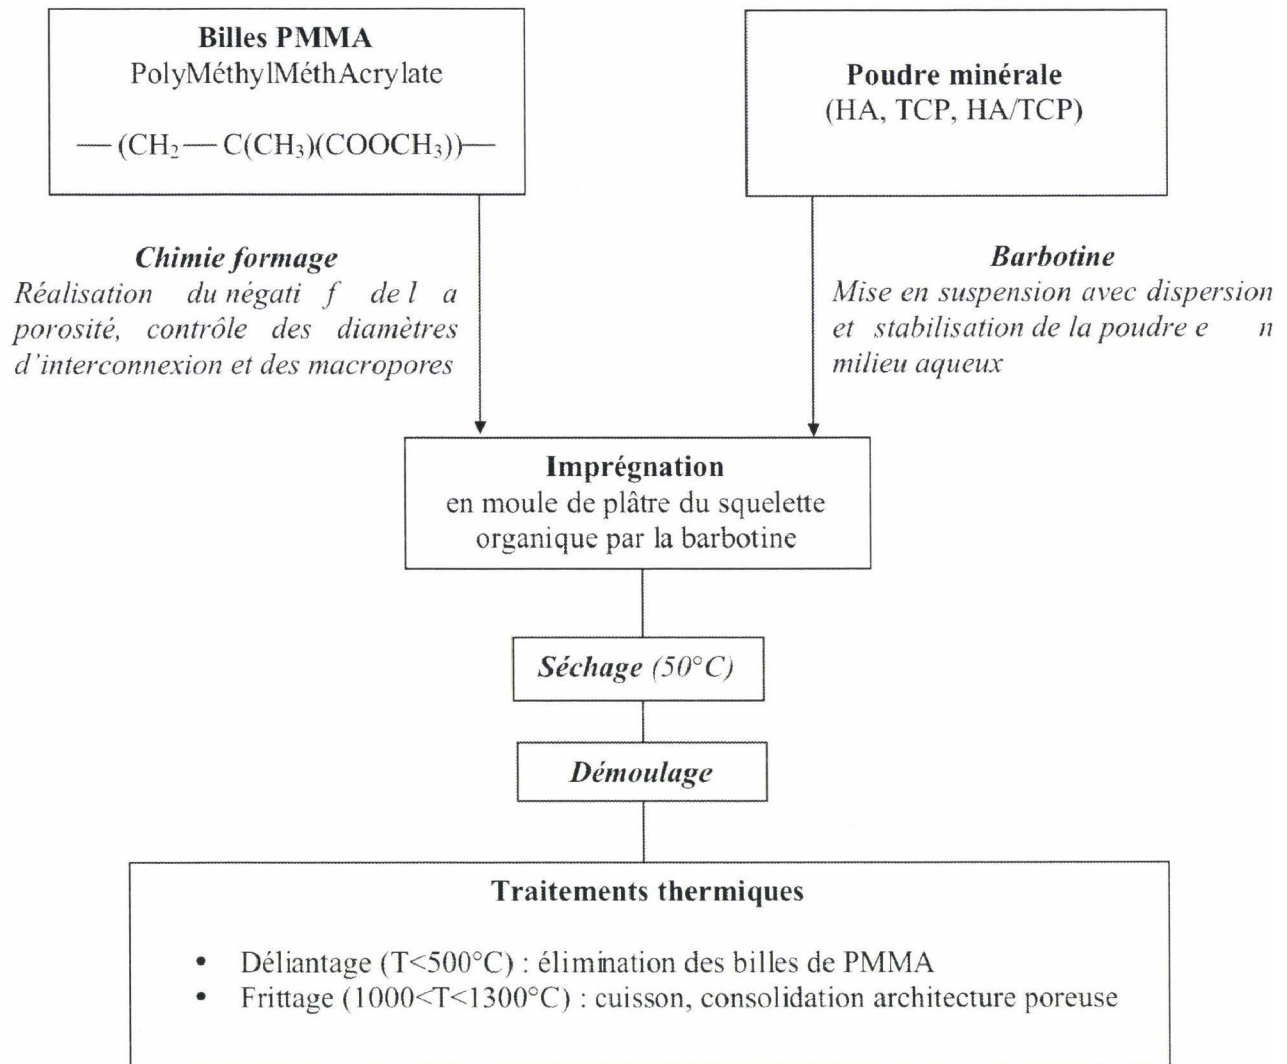 Billes PMMA
PolyMéthylMéthAcrylate
—(CH₂—C(CH₃)(COOCH₃))—
Poudre minérale
(HA, TCP, HA/TCP)
Chimie formage
Réalisation du négati f de l a
porosité, contrôle des diamètres
d'interconnexion et des macropores
Barbotine
Mise en suspension avec dispersion
et stabilisation de la poudre e n
milieu aqueux
Imprégnation
en moule de plâtre du squelette
organique par la barbotine
Séchage (50°C)
Démoulage
Traitements thermiques
• Déliantage (T<500°C) : élimination des billes de PMMA
• Frittage (1000<T<1300°C) : cuisson, consolidation architecture poreuse